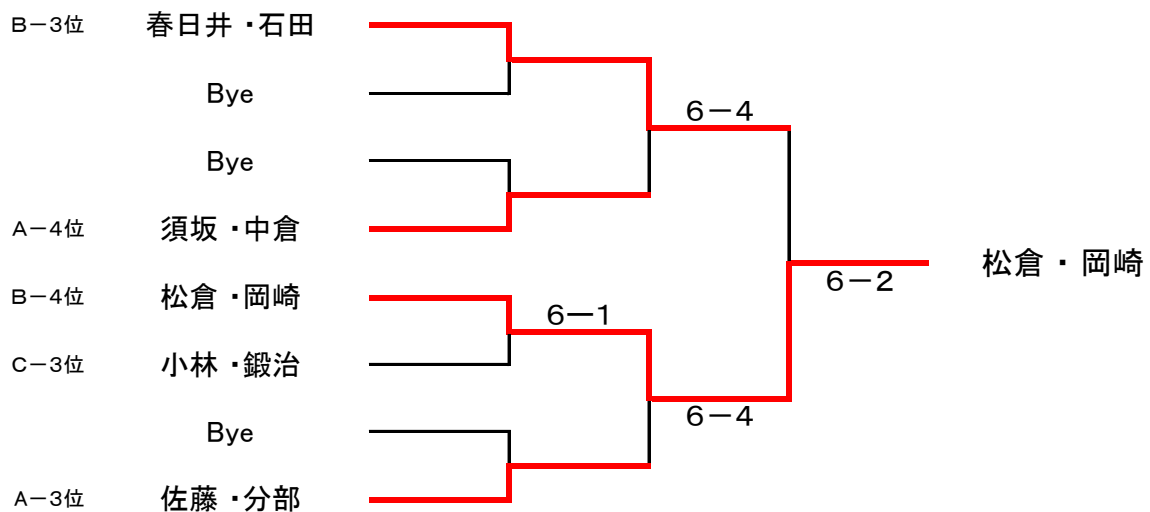 B－3位 春日井・石田
6－4
Bye
Bye
A－4位 須坂・中倉
松倉・岡崎
6－2
B－4位 松倉・岡崎
6－1
C－3位 小林・鍛治
6－4
Bye
A－3位 佐藤・分部